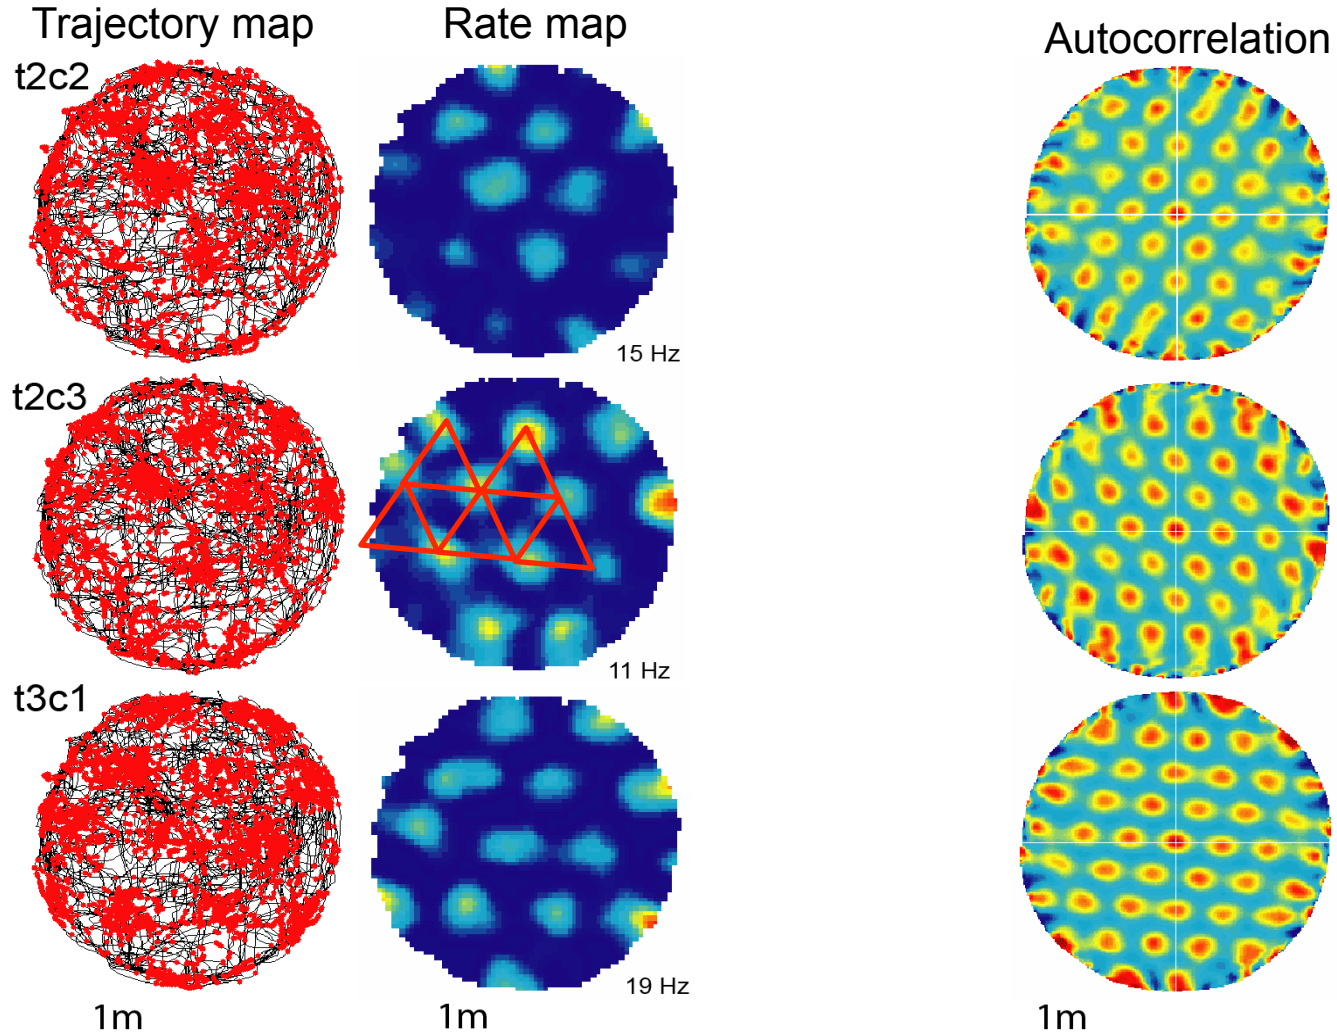 Trajectory map
Rate map
Autocorrelation
t2c2
15 Hz
t2c3
11 Hz
t3c1
19 Hz
1m
1m
1m